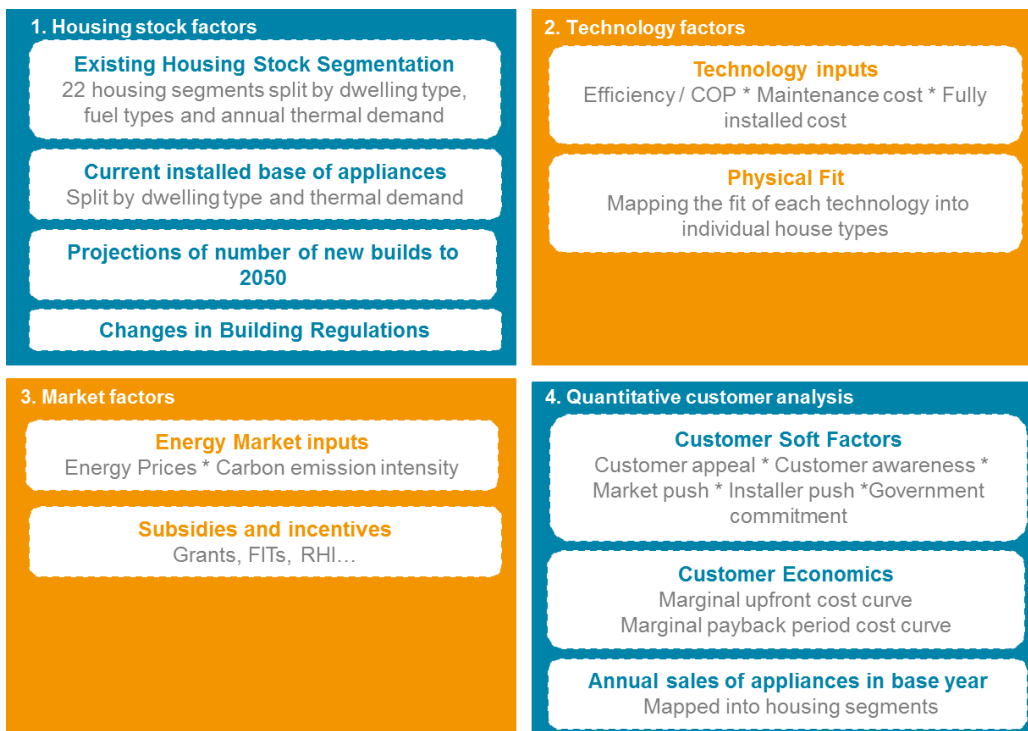 1. Housing stock factors
Existing Housing Stock Segmentation
22 housing segments split by dwelling type,
fuel types and annual thermal demand
Current installed base of appliances
Split by dwelling type and thermal demand
Projections of number of new builds to
2050
Changes in Building Regulations
2. Technology factors
Technology inputs
Efficiency / COP * Maintenance cost * Fully
installed cost
Physical Fit
Mapping the fit of each technology into
individual house types
3. Market factors
Energy Market inputs
Energy Prices * Carbon emission intensity
Subsidies and incentives
Grants, FITs, RHI...
4. Quantitative customer analysis
Customer Soft Factors
Customer appeal * Customer awareness *
Market push * Installer push *Government
commitment
Customer Economics
Marginal upfront cost curve
Marginal payback period cost curve
Annual sales of appliances in base year
Mapped into housing segments